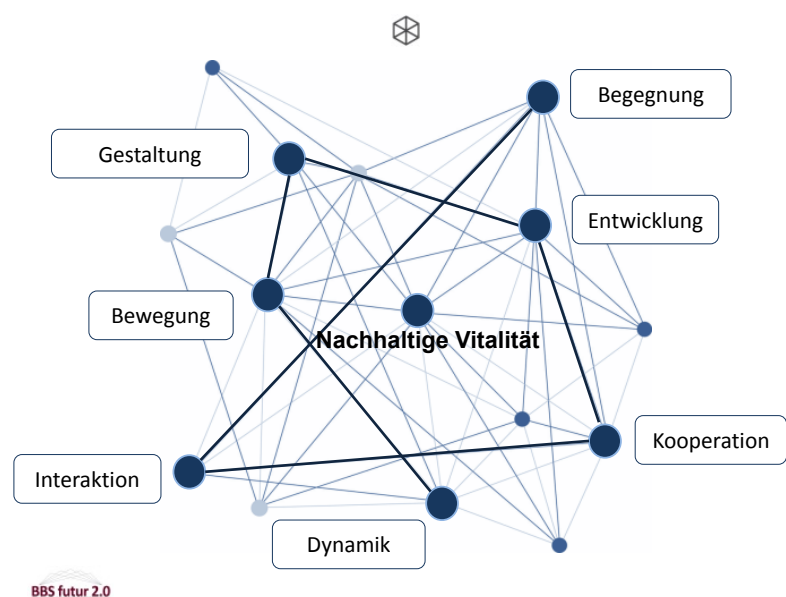 Begegnung
Gestaltung
Entwicklung
Bewegung
Nachhaltige Vitalität
Kooperation
Interaktion
Dynamik
BBS futur 2.0